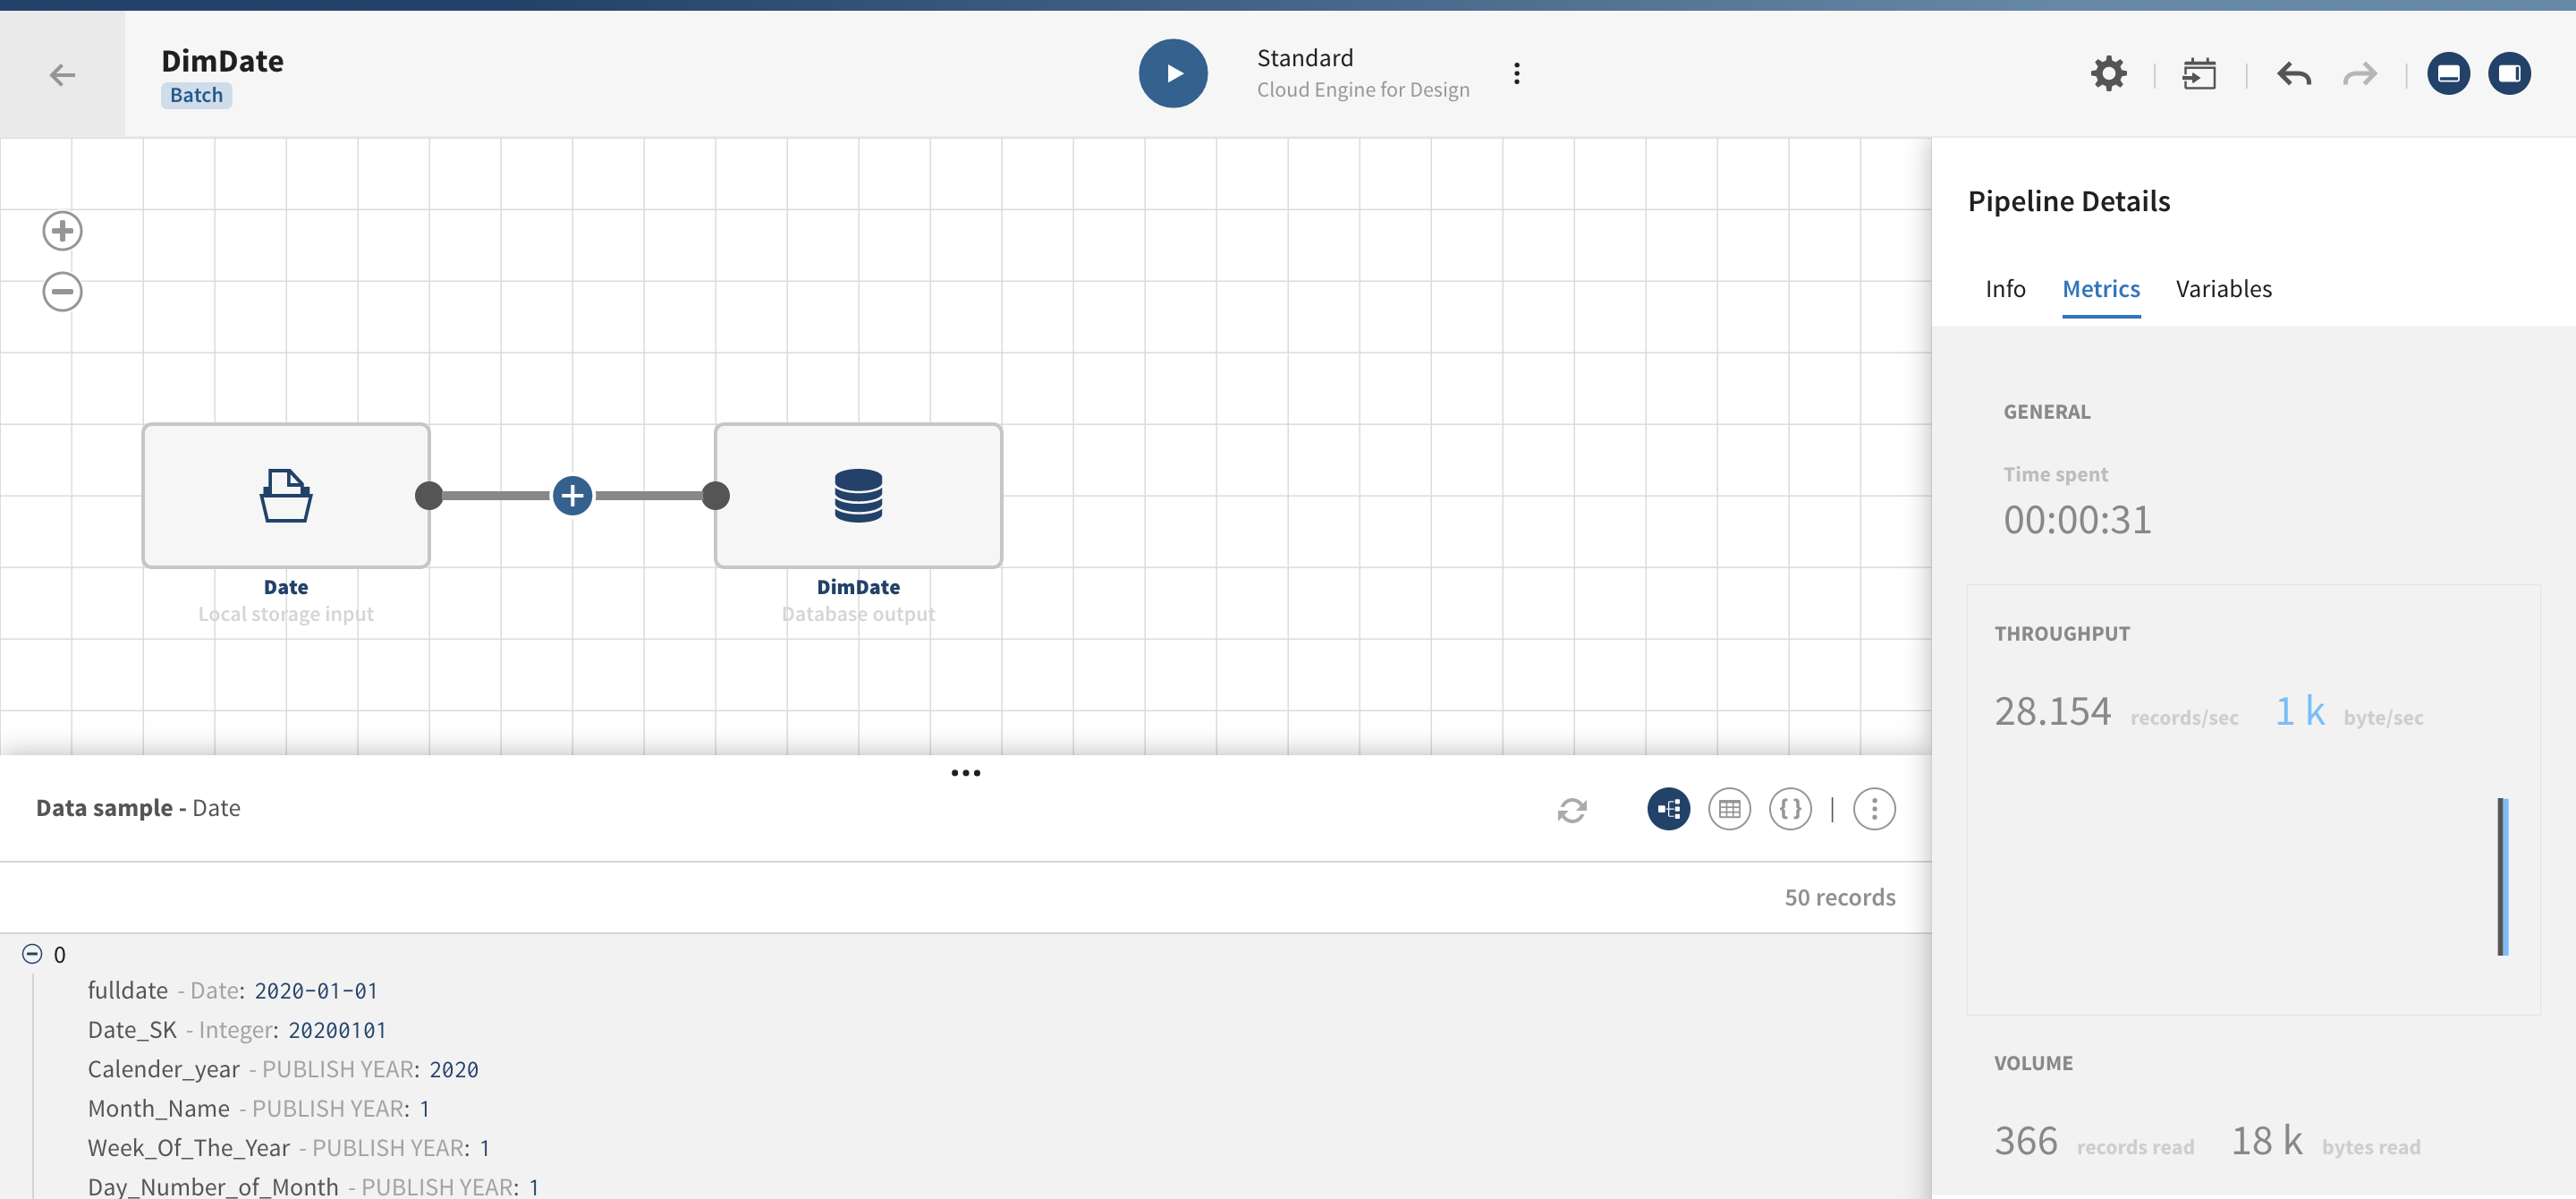 DimDate
Batch
Standard
Cloud Engine for Design
Date
Local storage input
DimDate
Database output
Data sample - Date
50 records
0
fulldate - Date: 2020-01-01
Date_SK - Integer: 20200101
Calender_year - PUBLISH YEAR: 2020
Month_Name - PUBLISH YEAR: 1
Week_Of_The_Year - PUBLISH YEAR: 1
Day_Number_of_Month - PUBLISH YEAR: 1
Pipeline Details
Info Metrics Variables
GENERAL
Time spent
00:00:31
THROUGHPUT
28.154 records/sec 1 k byte/sec
VOLUME
366 records read 18 k bytes read